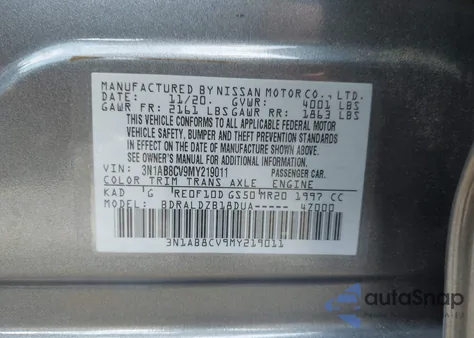 MANUFACTURED BY NISSAN MOTOR CO., LTD.
DATE: 11/20. GVWR: 4001 LBS
GAWR FR: 2161 LBS GAWR RR: 1863 LBS
THIS VEHICLE CONFORMS TO ALL APPLICABLE FEDERAL MOTOR
VEHICLE SAFETY, BUMPER AND THEFT PREVENTION STANDARDS
IN EFFECT ON THE DATE OF MANUFACTURE SHOWN ABOVE.
SEE OWNER'S MANUAL FOR ADDITIONAL INFORMATION
VIN: 3N1AB8CV9MY219011 PASSENGER CAR.
COLOR TRIM TRANS AXLE ENGINE
KAD G RE0F10D GS50 MR20 1997 CC
BDRALDZB18DUA----- 4Z000
3N1AB8CV9MY219011
autoSnap